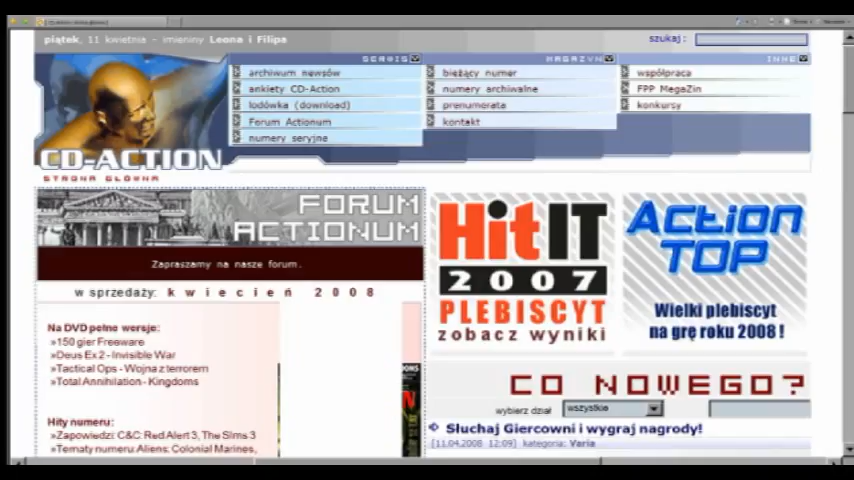 piątek, 11 kwietnia - imieniny Leona i Filipa
szukaj:
SERWIS
MAGAZYN
INNE
archiwum newsów
ankiety CD-Action
lodówka (download)
Forum Actionum
numery seryjne
bieżący numer
numery archiwalne
prenumerata
kontakt
współpraca
FPP MegaZin
konkursy
CD-ACTION
STRONA GŁÓWNA
FORUM
ACTIONUM
Zapraszamy na nasze forum.
w sprzedaży: kwiecień 2008
Na DVD pełne wersje:
»150 gier Freeware
»Deus Ex 2 - Invisible War
»Tactical Ops - Wojna z terrorem
»Total Annihilation - Kingdoms
Hity numeru:
»Zapowiedzi: C&C: Red Alert 3, The SIms 3
»Tematy numeru: Aliens: Colonial Marines,
HitIT
2007
PLEBISCYT
zobacz wyniki
Action
TOP
Wielki plebiscyt
na grę roku 2008 !
CO NOWEGO?
wybierz dział
wszystkie
Słuchaj Giercowni i wygraj nagrody!
[11.04.2008 12:09] kategoria: Varia